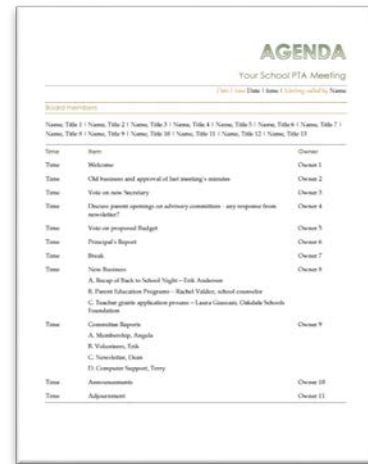 AGENDA
Your School PTA Meeting
Date | time Date | time | Meeting called by Name
Board members
Name, Title 1 | Name, Title 2 | Name, Title 3 | Name, Title 4 | Name, Title 5 | Name, Title 6 | Name, Title 7 |
Name, Title 8 | Name, Title 9 | Name, Title 10 | Name, Title 11 | Name, Title 12 | Name, Title 13
Time Item Owner
Time Welcome Owner 1
Time Old business and approval of last meeting's minutes Owner 2
Time Vote on new Secretary Owner 3
Time Discuss parent openings on advisory committees - any response from Owner 4
newsletter?
Time Vote on proposed Budget Owner 5
Time Principal's Report Owner 6
Time Break Owner 7
Time New Business Owner 8
A. Recap of Back to School Night – Erik Andersen
B. Parent Education Programs – Rachel Valdez, school counselor
C. Teacher grants application process – Laura Giussani, Oakdale Schools
Foundation
Time Committee Reports Owner 9
A. Membership, Angela
B. Volunteers, Erik
C. Newsletter, Dean
D. Computer Support, Terry
Time Announcements Owner 10
Time Adjournment Owner 11